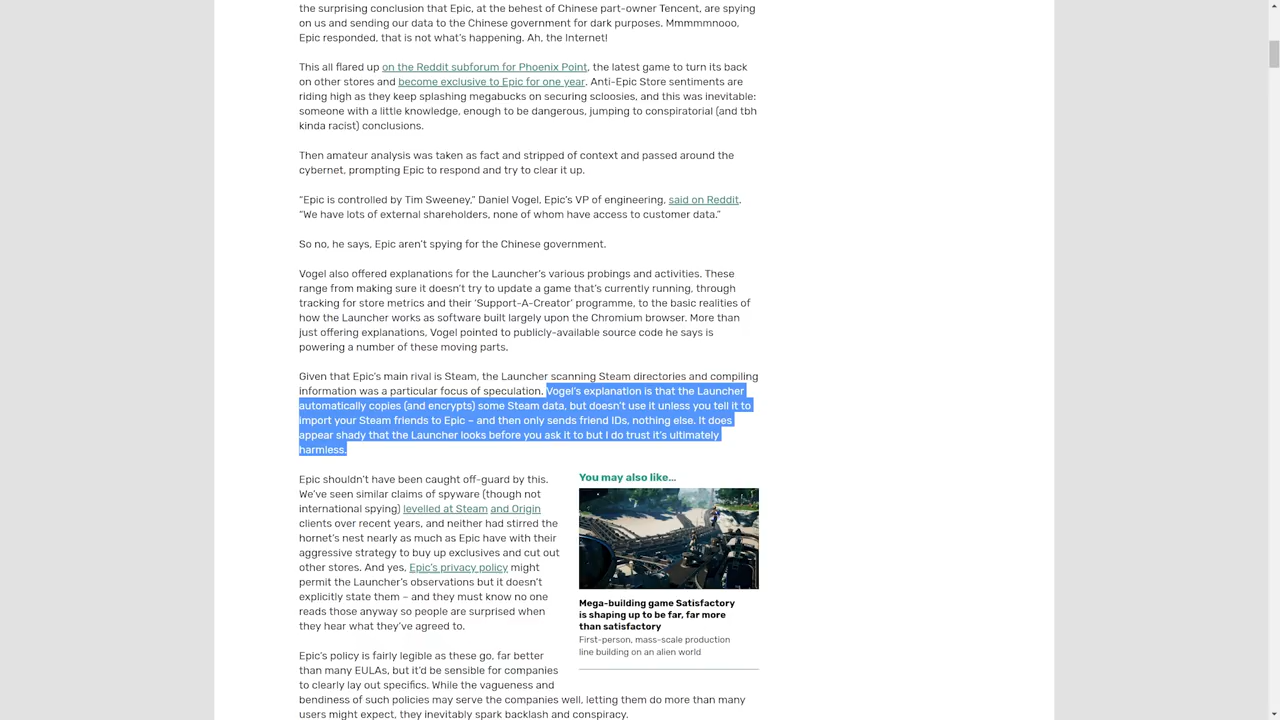 the surprising conclusion that Epic, at the behest of Chinese part-owner Tencent, are spying
on us and sending our data to the Chinese government for dark purposes. Mmmmmnooo,
Epic responded, that is not what’s happening. Ah, the Internet!
This all flared up on the Reddit subforum for Phoenix Point, the latest game to turn its back
on other stores and become exclusive to Epic for one year. Anti-Epic Store sentiments are
riding high as they keep splashing megabucks on securing scloosies, and this was inevitable:
someone with a little knowledge, enough to be dangerous, jumping to conspiratorial (and tbh
kinda racist) conclusions.
Then amateur analysis was taken as fact and stripped of context and passed around the
cybernet, prompting Epic to respond and try to clear it up.
“Epic is controlled by Tim Sweeney,” Daniel Vogel, Epic’s VP of engineering, said on Reddit.
“We have lots of external shareholders, none of whom have access to customer data.”
So no, he says, Epic aren’t spying for the Chinese government.
Vogel also offered explanations for the Launcher’s various probings and activities. These
range from making sure it doesn’t try to update a game that’s currently running, through
tracking for store metrics and their ‘Support-A-Creator’ programme, to the basic realities of
how the Launcher works as software built largely upon the Chromium browser. More than
just offering explanations, Vogel pointed to publicly-available source code he says is
powering a number of these moving parts.
Given that Epic’s main rival is Steam, the Launcher scanning Steam directories and compiling
information was a particular focus of speculation. Vogel’s explanation is that the Launcher
automatically copies (and encrypts) some Steam data, but doesn’t use it unless you tell it to
import your Steam friends to Epic – and then only sends friend IDs, nothing else. It does
appear shady that the Launcher looks before you ask it to but I do trust it’s ultimately
harmless.
Epic shouldn’t have been caught off-guard by this.
We’ve seen similar claims of spyware (though not
international spying) levelled at Steam and Origin
clients over recent years, and neither had stirred the
hornet’s nest nearly as much as Epic have with their
aggressive strategy to buy up exclusives and cut out
other stores. And yes, Epic’s privacy policy might
permit the Launcher’s observations but it doesn’t
explicitly state them – and they must know no one
reads those anyway so people are surprised when
they hear what they’ve agreed to.
You may also like…
Mega-building game Satisfactory
is shaping up to be far, far more
than satisfactory
First-person, mass-scale production
line building on an alien world
Epic’s policy is fairly legible as these go, far better
than many EULAs, but it’d be sensible for companies
to clearly lay out specifics. While the vagueness and
bendiness of such policies may serve the companies well, letting them do more than many
users might expect, they inevitably spark backlash and conspiracy.